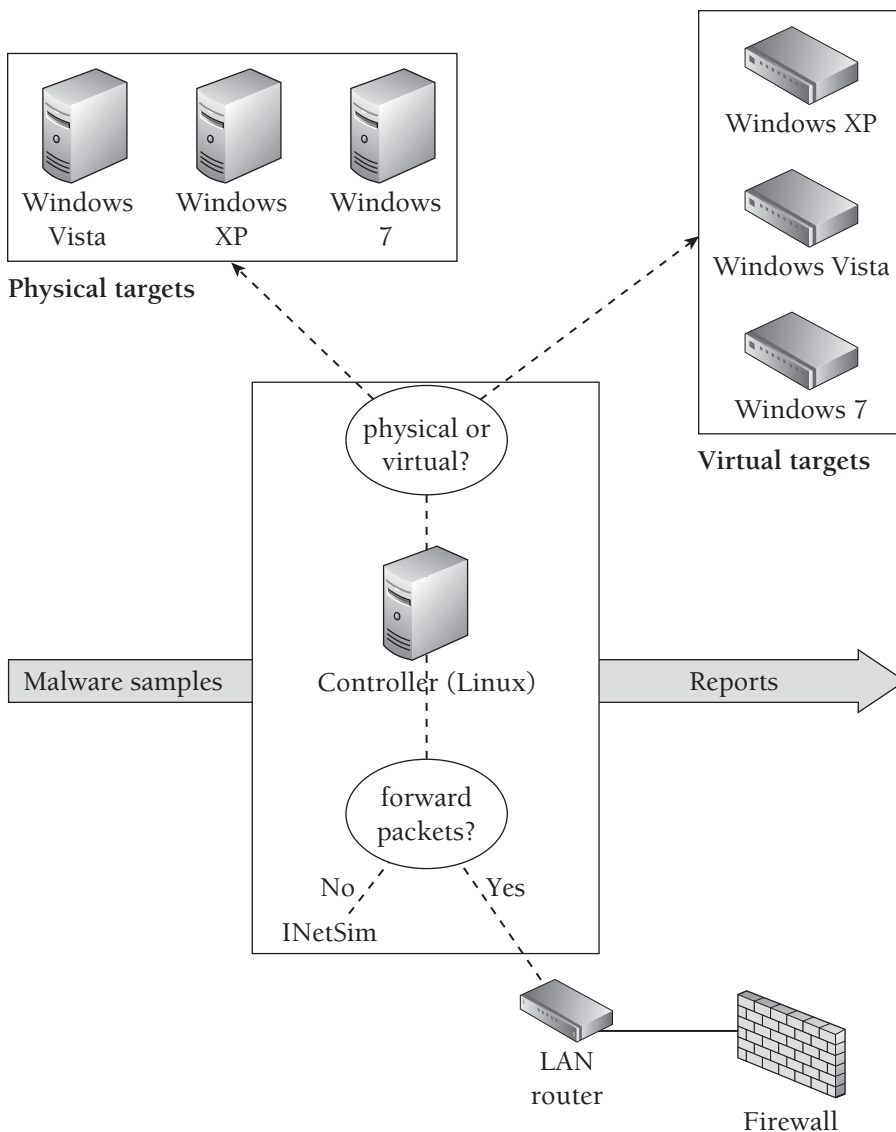 Windows
Vista
Windows
XP
Windows
7
Physical targets
Windows XP
Windows Vista
Windows 7
Virtual targets
physical or
virtual?
Malware samples
Controller (Linux)
Reports
forward
packets?
No
Yes
INetSim
LAN
router
Firewall